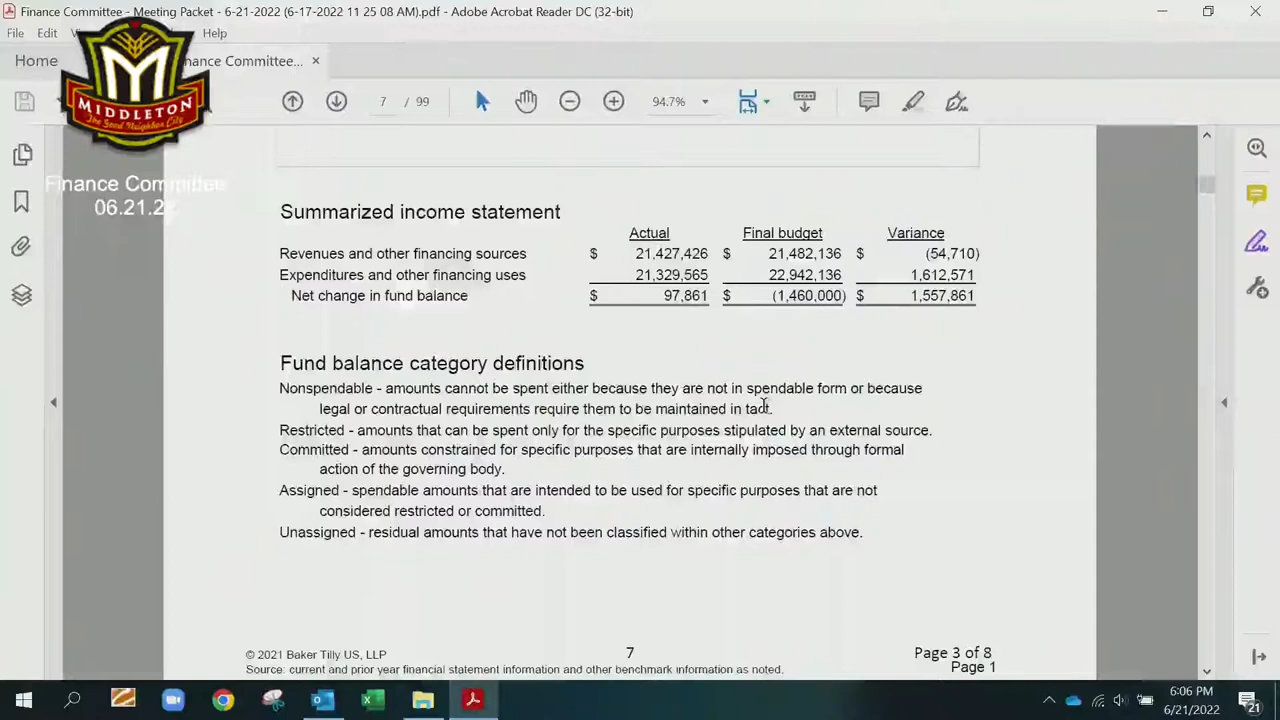 Finance Committee - Meeting Packet - 6-21-2022 (6-17-2022 11 25 08 AM).pdf - Adobe Acrobat Reader DC (32-bit)
File Edit Help
Home nance Committee... ×
7 / 99 94.7%
M
MIDDLETON
The Good Neighbor City
Finance Committee
06.21.22
Summarized income statement
Actual Final budget Variance
Revenues and other financing sources $ 21,427,426 $ 21,482,136 $ (54,710)
Expenditures and other financing uses 21,329,565 22,942,136 1,612,571
Net change in fund balance $ 97,861 $ (1,460,000) $ 1,557,861
Fund balance category definitions
Nonspendable - amounts cannot be spent either because they are not in spendable form or because
legal or contractual requirements require them to be maintained in tact.
Restricted - amounts that can be spent only for the specific purposes stipulated by an external source.
Committed - amounts constrained for specific purposes that are internally imposed through formal
action of the governing body.
Assigned - spendable amounts that are intended to be used for specific purposes that are not
considered restricted or committed.
Unassigned - residual amounts that have not been classified within other categories above.
© 2021 Baker Tilly US, LLP 7 Page 3 of 8
Source: current and prior year financial statement information and other benchmark information as noted. Page 1
6:06 PM
6/21/2022
21